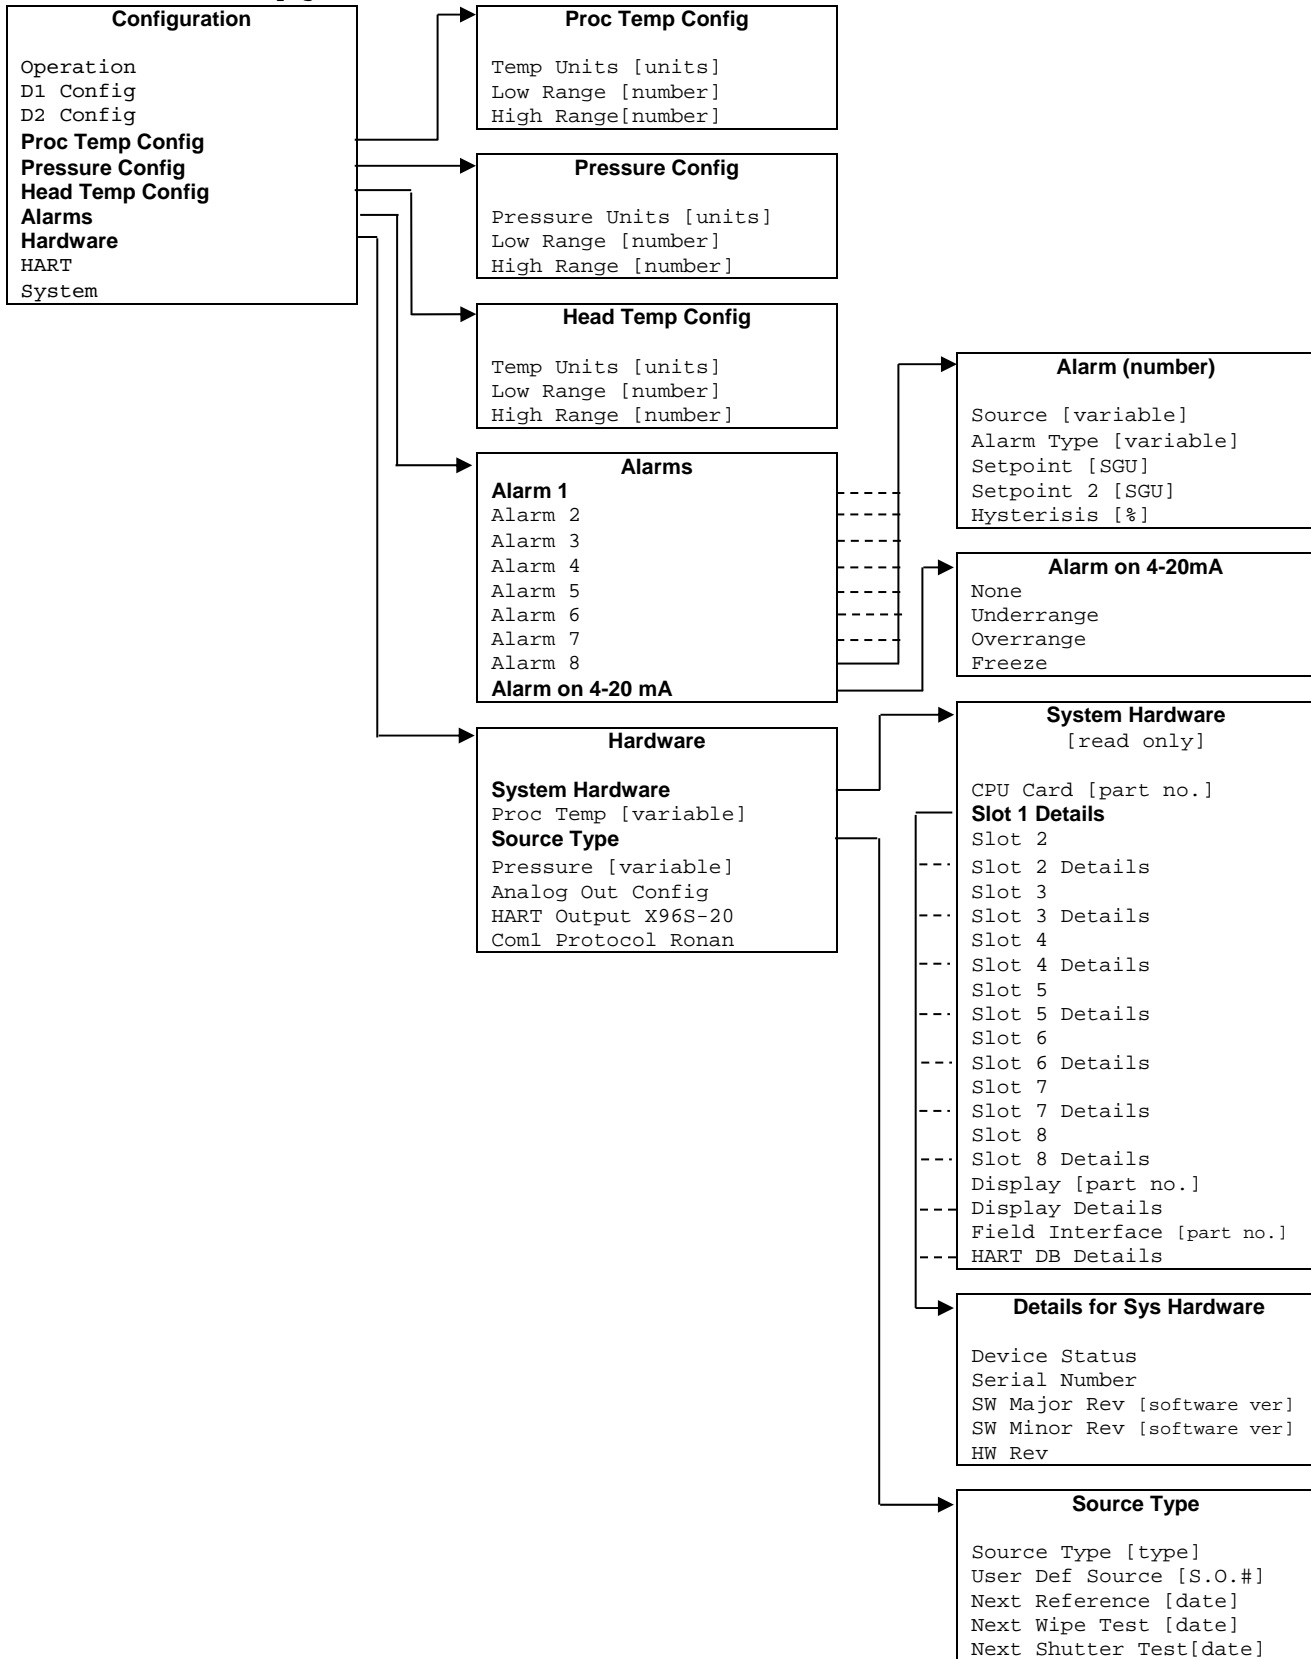 Configuration
Operation
D1 Config
D2 Config
Proc Temp Config
Pressure Config
Head Temp Config
Alarms
Hardware
HART
System
Proc Temp Config
Temp Units [units]
Low Range [number]
High Range[number]
Pressure Config
Pressure Units [units]
Low Range [number]
High Range [number]
Head Temp Config
Temp Units [units]
Low Range [number]
High Range [number]
Alarms
Alarm 1
Alarm 2
Alarm 3
Alarm 4
Alarm 5
Alarm 6
Alarm 7
Alarm 8
Alarm on 4-20 mA
Hardware
System Hardware
Proc Temp [variable]
Source Type
Pressure [variable]
Analog Out Config
HART Output X96S-20
Com1 Protocol Ronan
Alarm (number)
Source [variable]
Alarm Type [variable]
Setpoint [SGU]
Setpoint 2 [SGU]
Hysterisis [%]
Alarm on 4-20mA
None
Underrange
Overrange
Freeze
System Hardware
[read only]
CPU Card [part no.]
Slot 1 Details
Slot 2
Slot 2 Details
Slot 3
Slot 3 Details
Slot 4
Slot 4 Details
Slot 5
Slot 5 Details
Slot 6
Slot 6 Details
Slot 7
Slot 7 Details
Slot 8
Slot 8 Details
Display [part no.]
Display Details
Field Interface [part no.]
HART DB Details
Details for Sys Hardware
Device Status
Serial Number
SW Major Rev [software ver]
SW Minor Rev [software ver]
HW Rev
Source Type
Source Type [type]
User Def Source [S.O.#]
Next Reference [date]
Next Wipe Test [date]
Next Shutter Test[date]